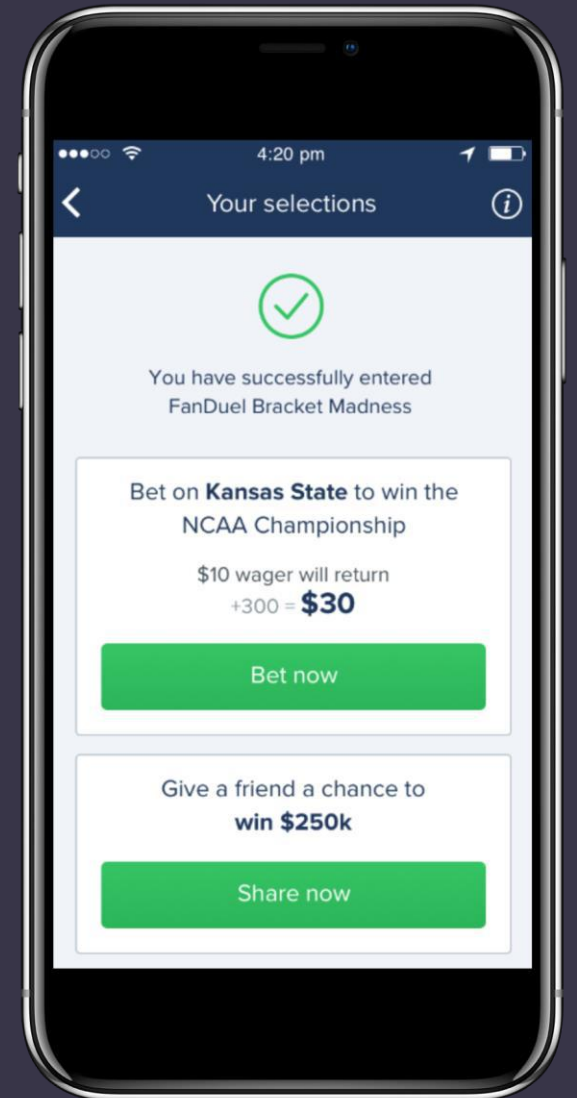 4:20 pm
Your selections
i
You have successfully entered
FanDuel Bracket Madness
Bet on Kansas State to win the
NCAA Championship
$10 wager will return
+300 = $30
Bet now
Give a friend a chance to
win $250k
Share now